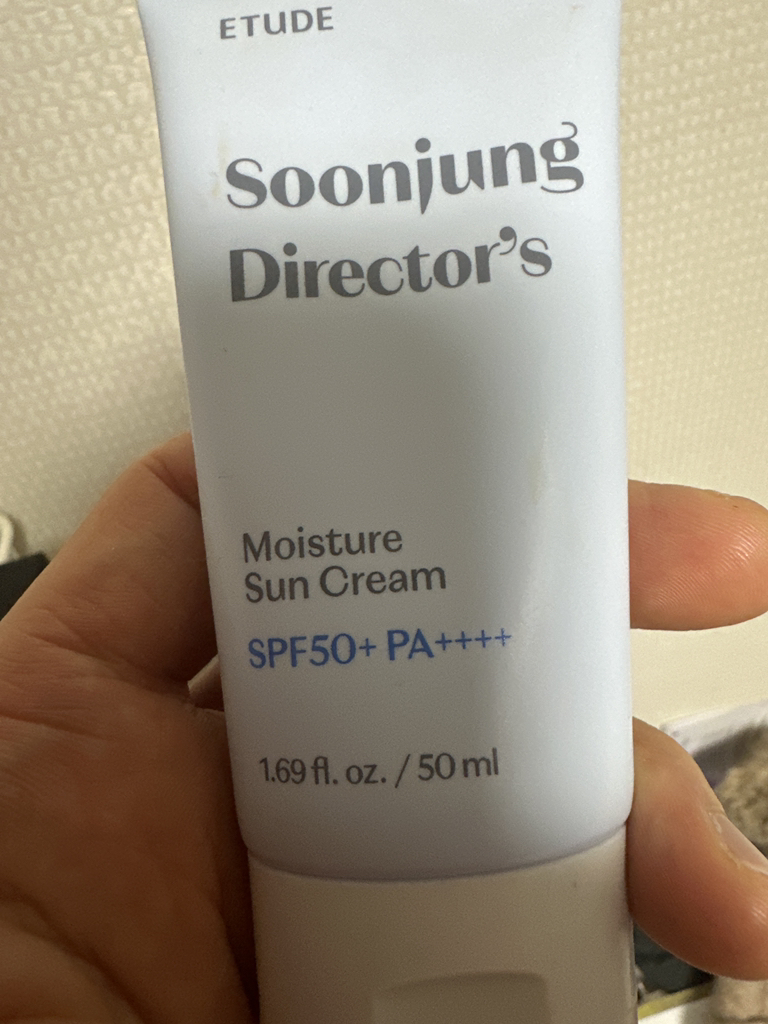 ETUDE
Soonjung
Director's
Moisture
Sun Cream
SPF50+ PA++++
1.69 fl. oz. / 50 ml